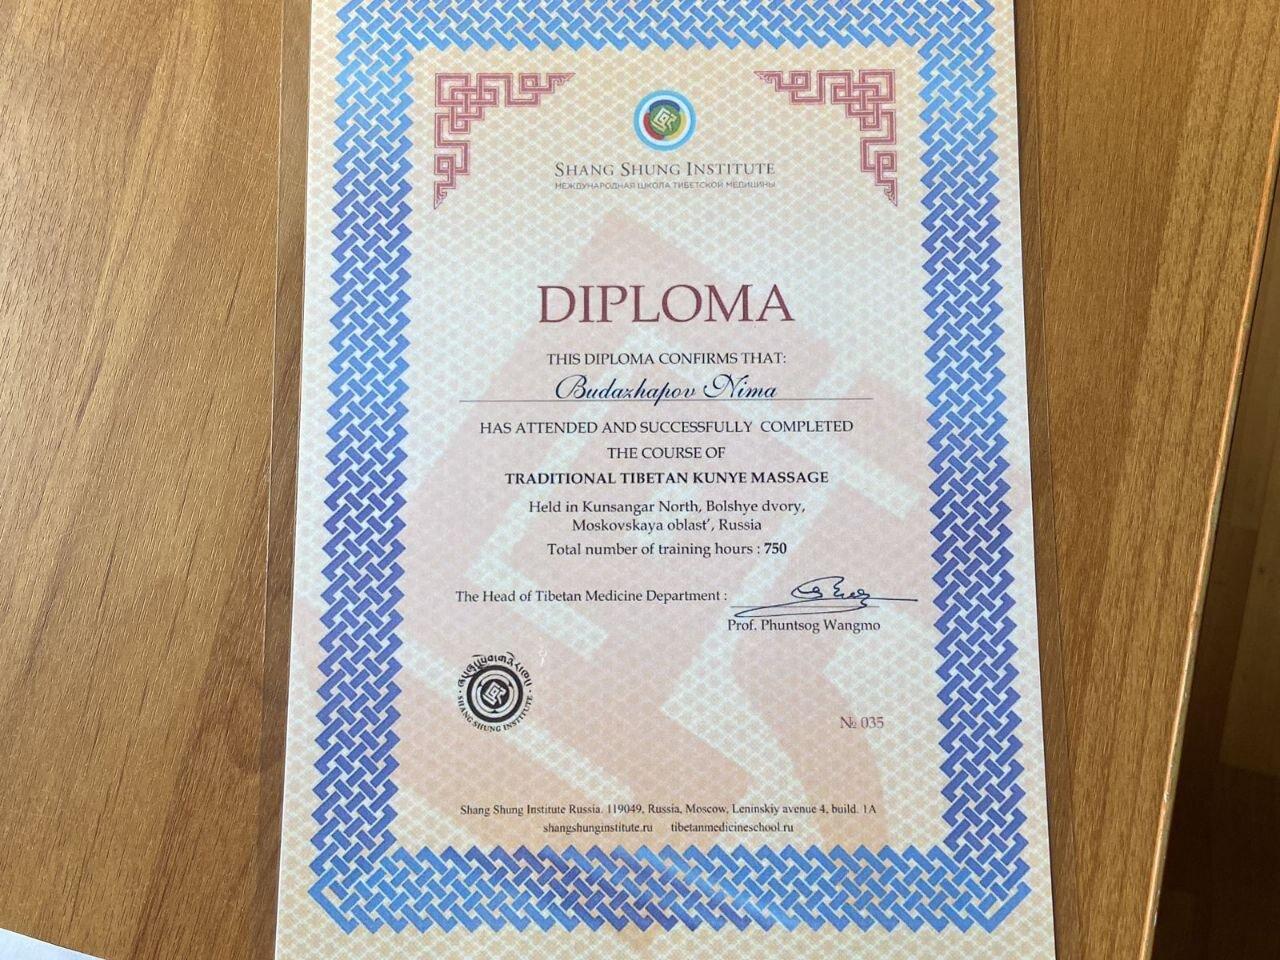 SHANG SHUNG INSTITUTE
МЕЖДУНАРОДНАЯ ШКОЛА ТИБЕТСКОЙ МЕДИЦИНЫ
DIPLOMA
THIS DIPLOMA CONFIRMS THAT:
Budazhapov Nima
HAS ATTENDED AND SUCCESSFULLY COMPLETED
THE COURSE OF
TRADITIONAL TIBETAN KUNYE MASSAGE
Held in Kunsangar North, Bolshye dvory,
Moskovskaya oblast', Russia
Total number of training hours : 750
The Head of Tibetan Medicine Department :
Prof. Phuntsog Wangmo
SHANG SHUNG INSTITUTE
№ 035
Shang Shung Institute Russia. 119049, Russia, Moscow, Leninskiy avenue 4, build. 1A
shangshunginstitute.ru tibetanmedicineschool.ru